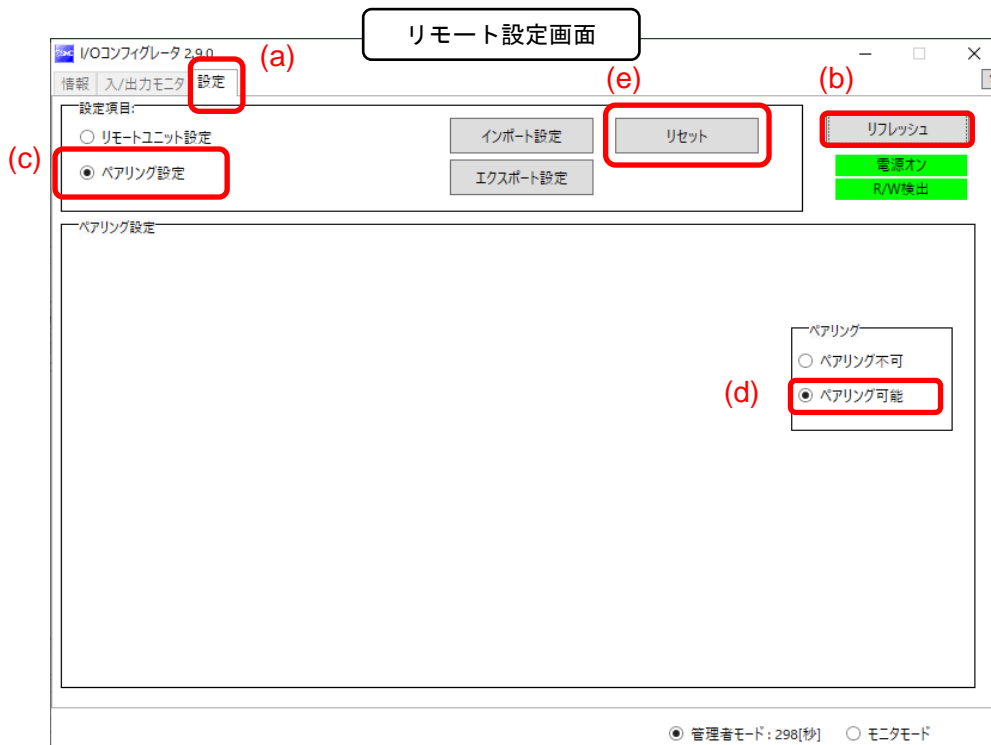 リモート設定画面
I/Oコンフィグレータ 2.9.0
(a)
(e)
(b)
情報 入/出力モニタ 設定
設定項目:
リモートユニット設定
インポート設定
リセット
リフレッシュ
(c)
ペアリング設定
エクスポート設定
電源オン
R/W検出
ペアリング設定
ペアリング
ペアリング不可
(d)
ペアリング可能
管理者モード : 298[秒] モニタモード